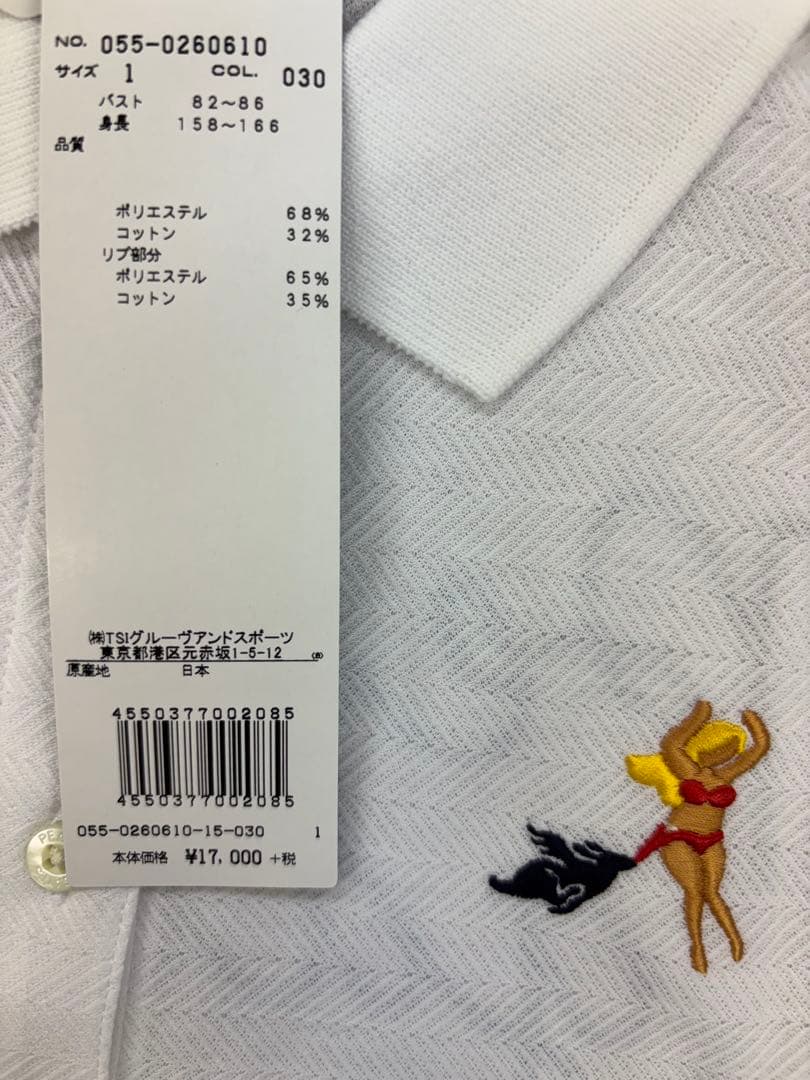 NO. 055-0260610
サイズ 1 COL. 030
バスト 82~86
身長 158~166
品質
ポリエステル 68%
コットン 32%
リブ部分
ポリエステル 65%
コットン 35%
㈱TSIグルーヴアンドスポーツ
東京都港区元赤坂1-5-12
原産地 日本
4550377002085
4550377002085
055-0260610-15-030 1
本体価格 ¥17,000 +税